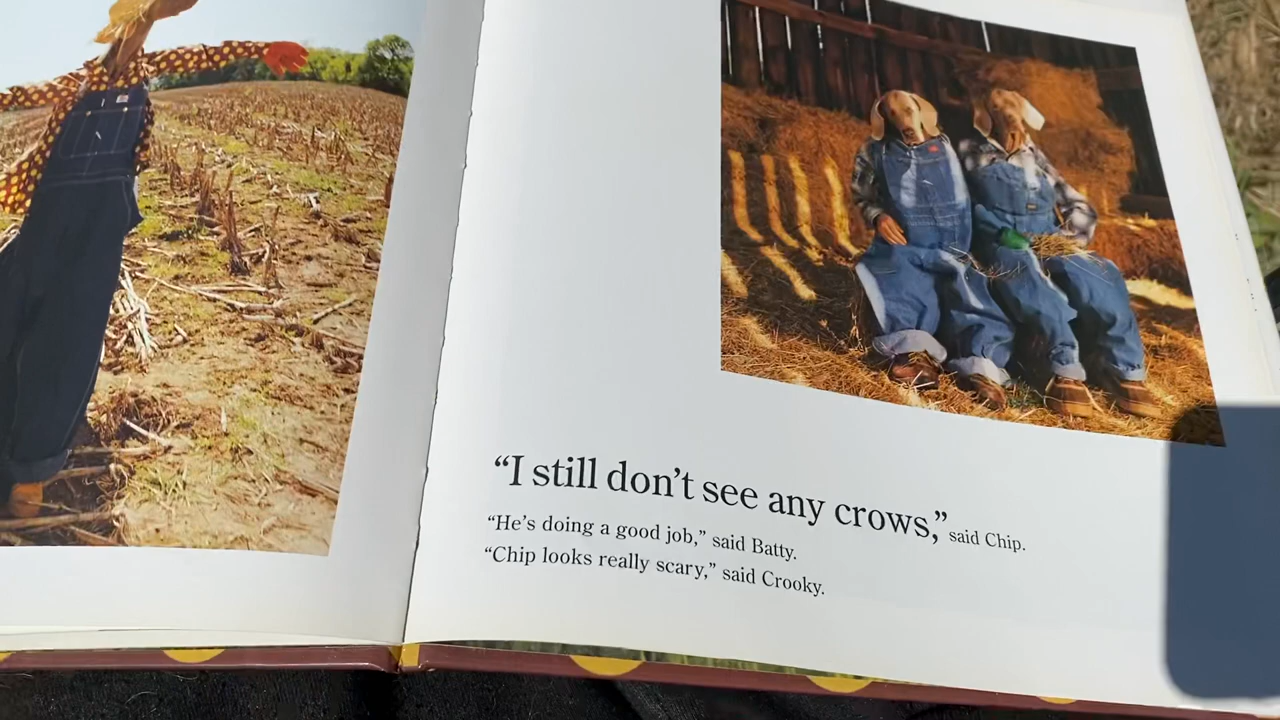 “I still don’t see any crows,” said Chip.
“He’s doing a good job,” said Batty.
“Chip looks really scary,” said Crooky.